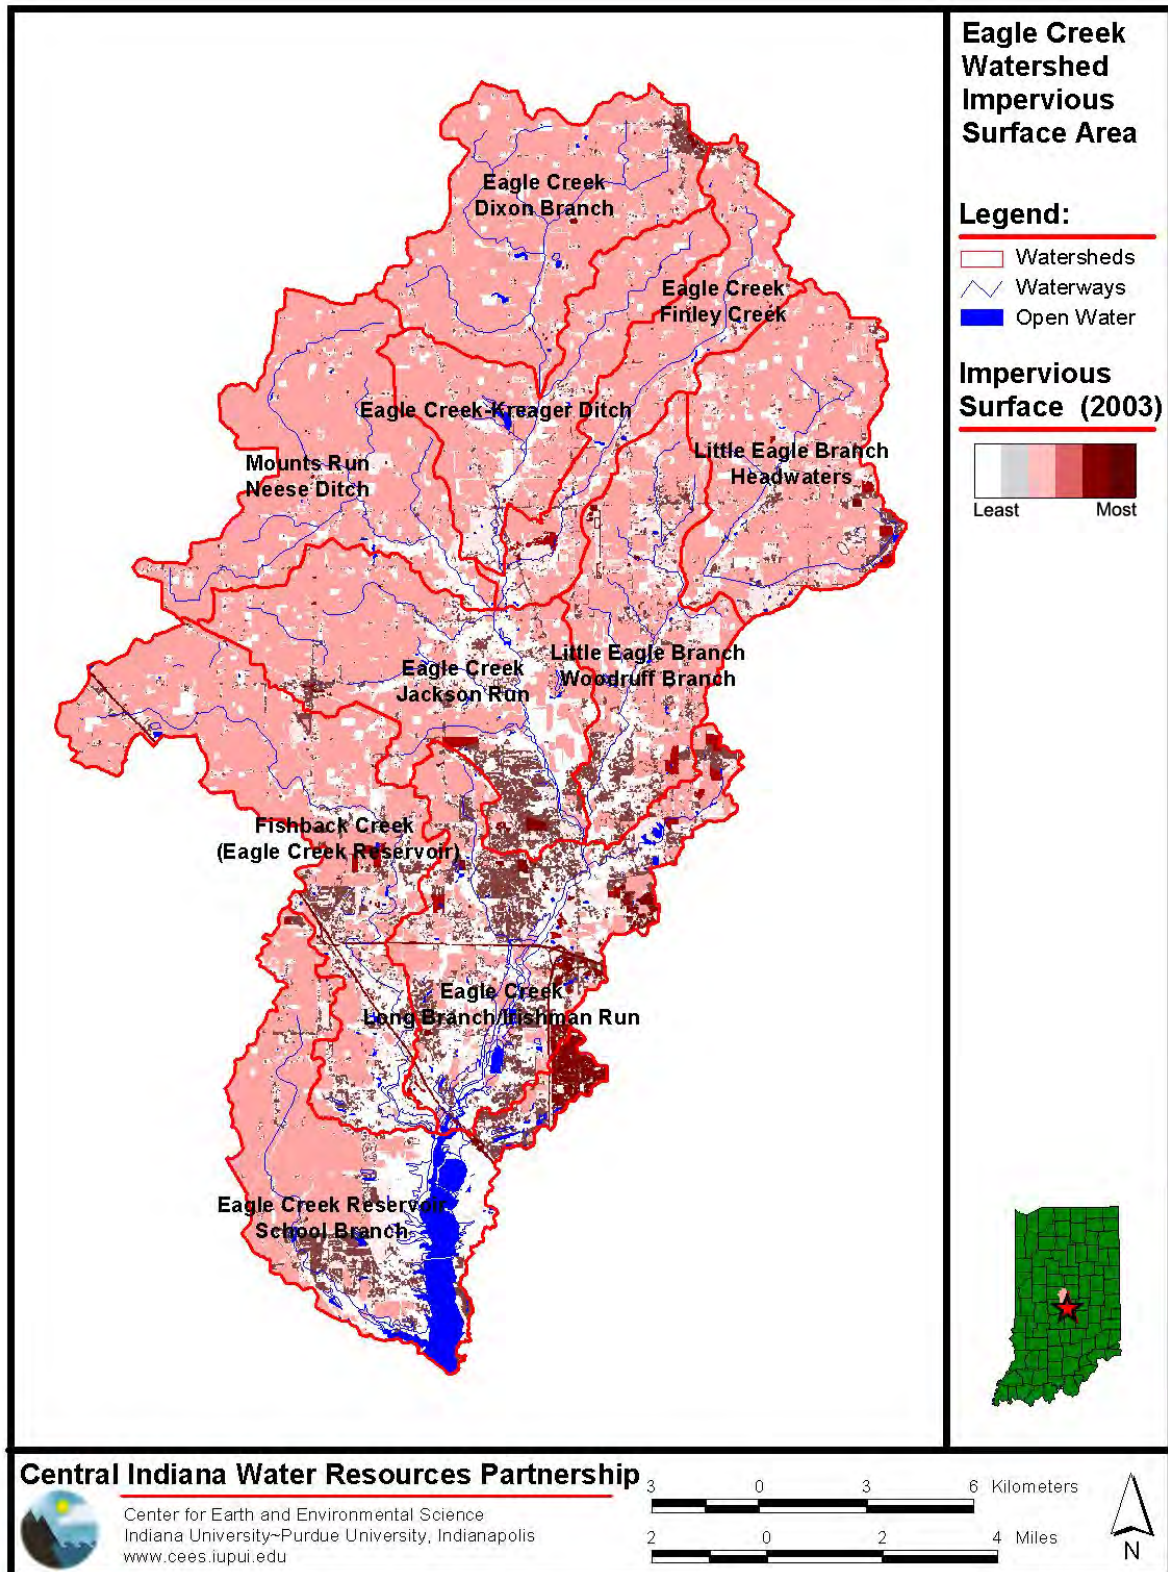 Eagle Creek
Watershed
Impervious
Surface Area
Legend:
Watersheds
Waterways
Open Water
Impervious
Surface (2003)
Least Most
Eagle Creek
Dixon Branch
Eagle Creek
Finley Creek
Eagle Creek-Kreager Ditch
Little Eagle Branch
Headwaters
Mounts Run
Neese Ditch
Little Eagle Branch
Woodruff Branch
Eagle Creek
Jackson Run
Fishback Creek
(Eagle Creek Reservoir)
Eagle Creek
Long Branch/Irishman Run
Eagle Creek Reservoir
School Branch
Central Indiana Water Resources Partnership
Center for Earth and Environmental Science
Indiana University~Purdue University, Indianapolis
www.cees.iupui.edu
3 0 3 6 Kilometers
2 0 2 4 Miles
N